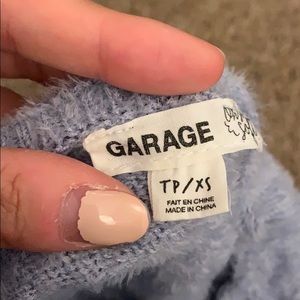 GARAGE
TP/XS
FAIT EN CHINE
MADE IN CHINA